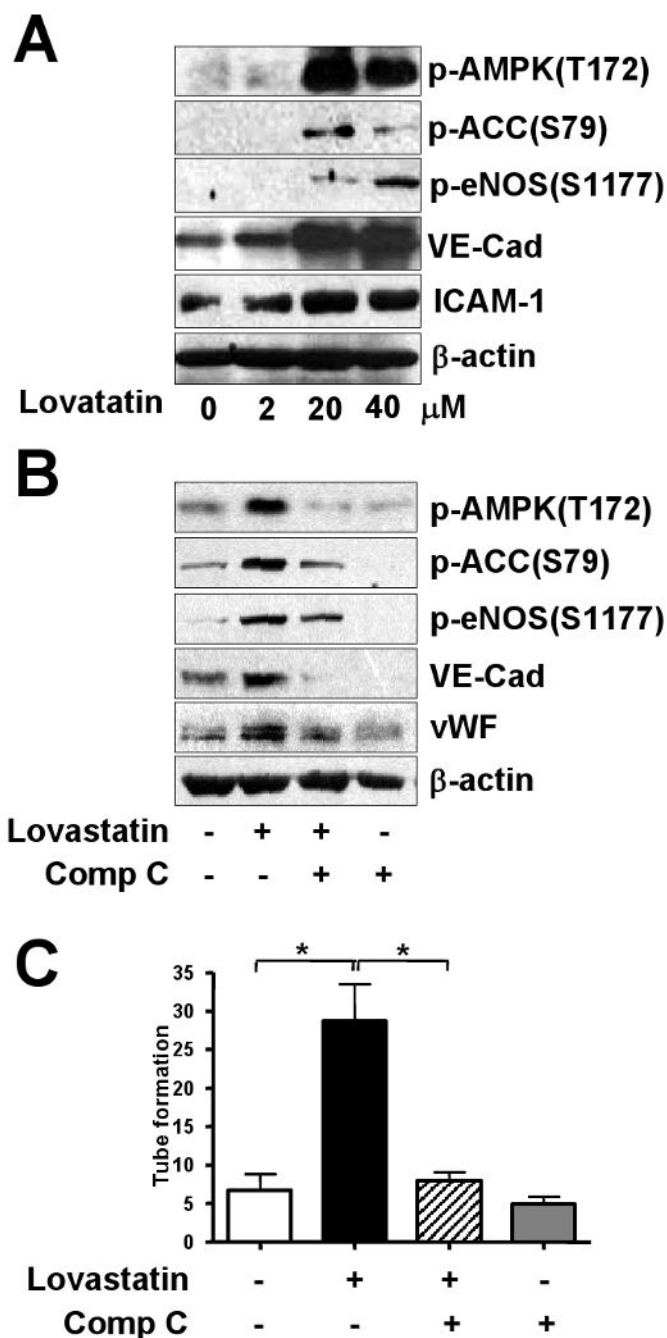 A
p-AMPK(T172)
p-ACC(S79)
p-eNOS(S1177)
VE-Cad
ICAM-1
β-actin
Lovatatin 0 2 20 40 μM
B
p-AMPK(T172)
p-ACC(S79)
p-eNOS(S1177)
VE-Cad
vWF
β-actin
Lovastatin - + + -
Comp C - - + +
C
* *
35
30
25
20
15
10
5
0
Tube formation
Lovastatin - + + -
Comp C - - + +